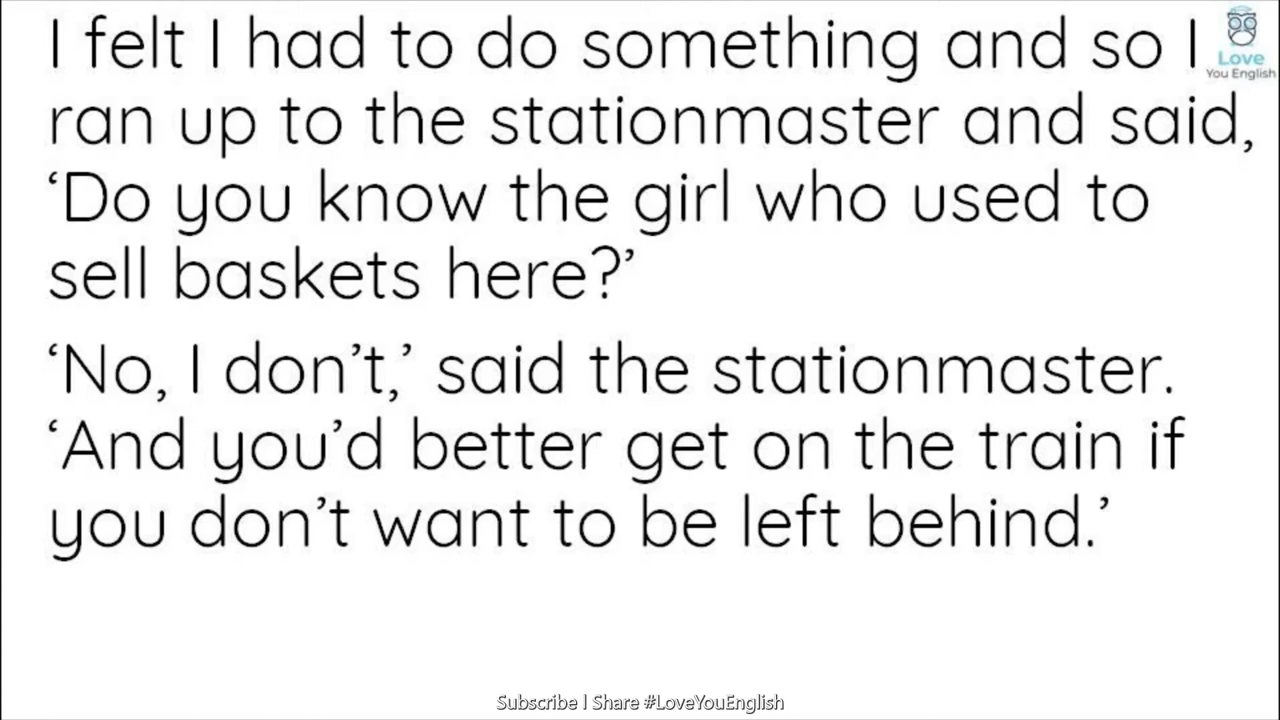 I felt I had to do something and so I
Love
You English
ran up to the stationmaster and said,
‘Do you know the girl who used to
sell baskets here?’
‘No, I don’t,’ said the stationmaster.
‘And you’d better get on the train if
you don’t want to be left behind.’
Subscribe | Share #LoveYouEnglish